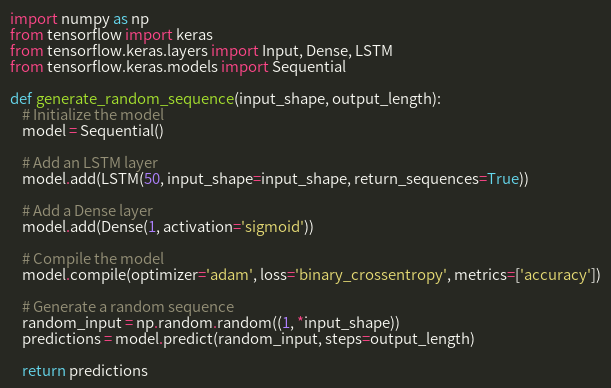 import numpy as np
from tensorflow import keras
from tensorflow.keras.layers import Input, Dense, LSTM
from tensorflow.keras.models import Sequential

def generate_random_sequence(input_shape, output_length):
    # Initialize the model
    model = Sequential()

    # Add an LSTM layer
    model.add(LSTM(50, input_shape=input_shape, return_sequences=True))

    # Add a Dense layer
    model.add(Dense(1, activation='sigmoid'))

    # Compile the model
    model.compile(optimizer='adam', loss='binary_crossentropy', metrics=['accuracy'])

    # Generate a random sequence
    random_input = np.random.random((1, *input_shape))
    predictions = model.predict(random_input, steps=output_length)

    return predictions